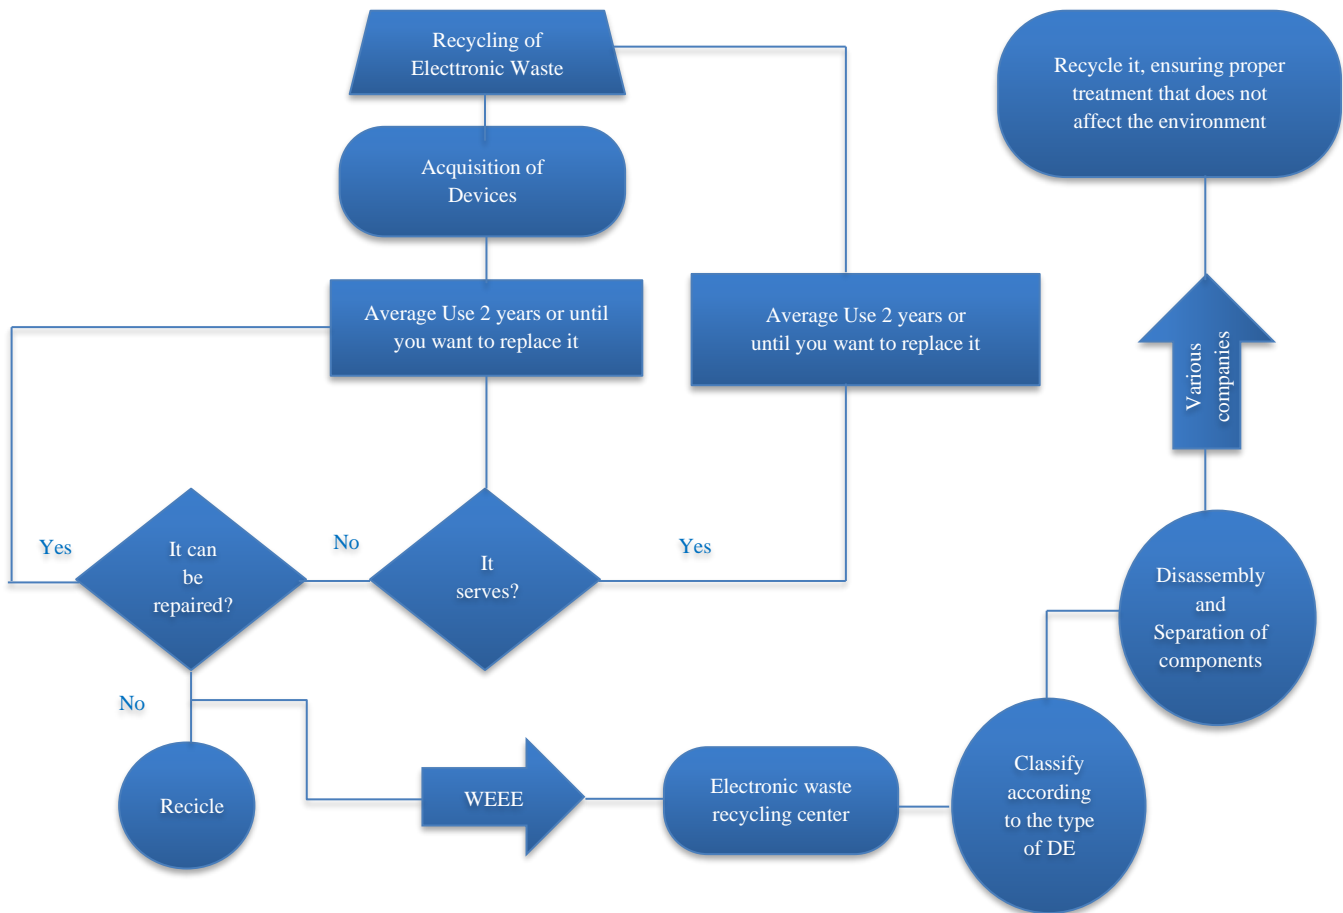 Recycling of
Electtronic Waste
Recycle it, ensuring proper
treatment that does not
affect the environment
Acquisition of
Devices
Average Use 2 years or until
you want to replace it
Average Use 2 years or
until you want to replace it
Various
companies
Yes
It can
be
repaired?
No
It
serves?
Yes
Disassembly
and
Separation of
components
No
Recicle
WEEE
Electronic waste
recycling center
Classify
according
to the type
of DE